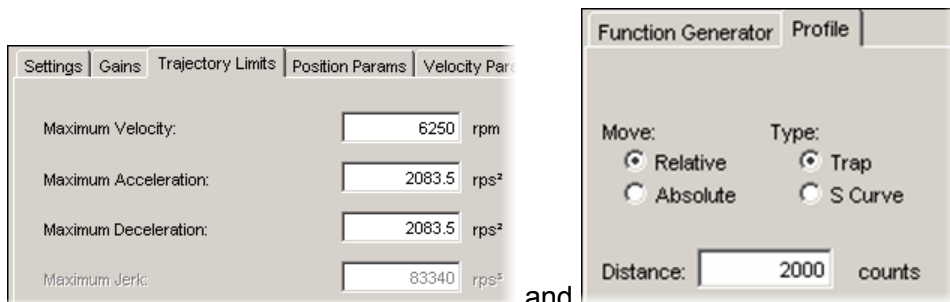 Settings Gains Trajectory Limits Position Params Velocity Para
Maximum Velocity: 6250 rpm
Maximum Acceleration: 2083.5 rps²
Maximum Deceleration: 2083.5 rps²
Maximum Jerk: 83340 rps³
and
Function Generator Profile
Move: Type:
Relative Trap
Absolute S Curve
Distance: 2000 counts